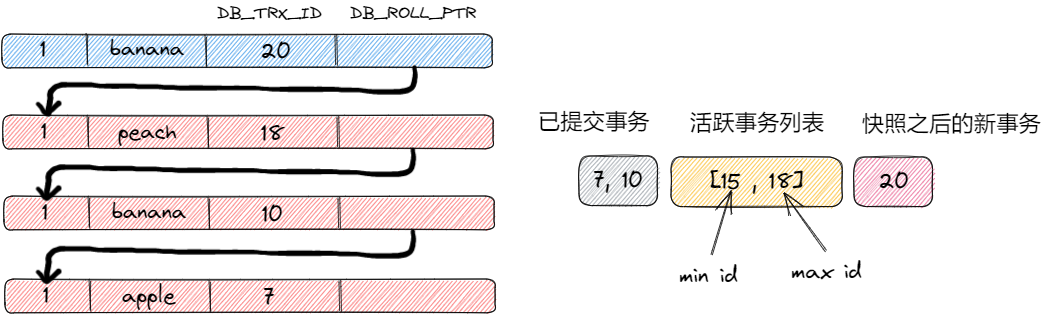 DB_TRX_ID DB_ROLL_PTR
1 banana 20
1 peach 18
1 banana 10
1 apple 7
已提交事务 活跃事务列表 快照之后的新事务
7, 10 [15 , 18] 20
min id max id